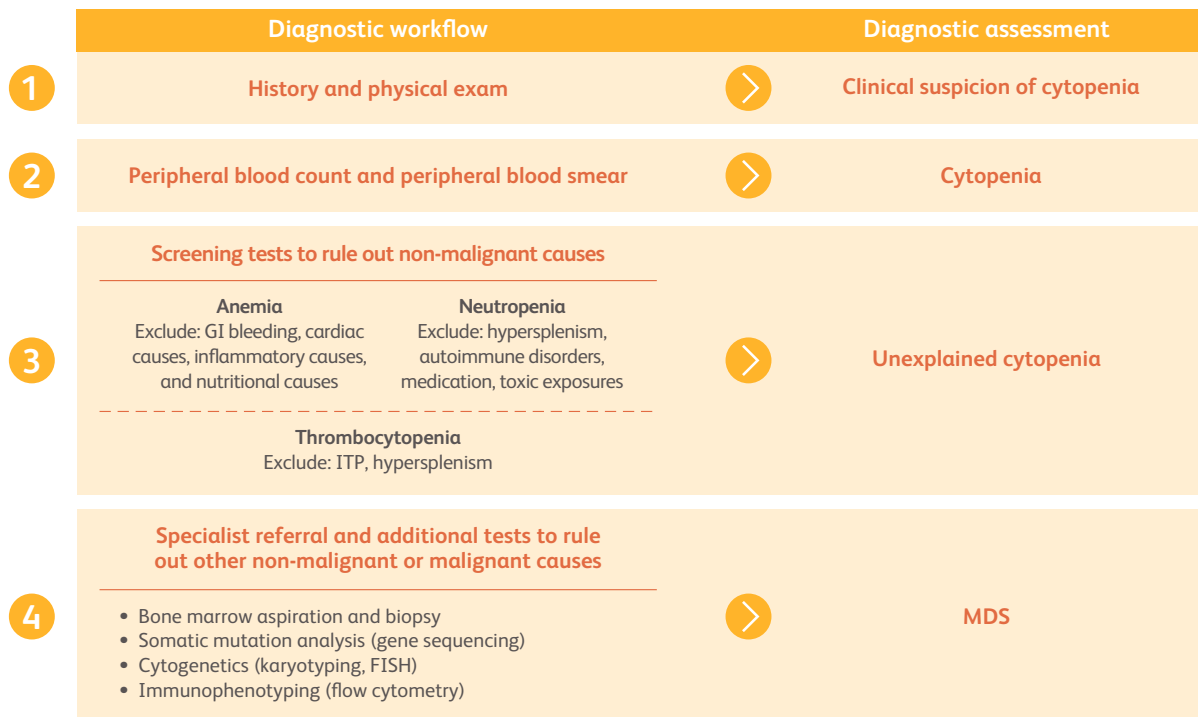 Diagnostic workflow
Diagnostic assessment
1
History and physical exam
Clinical suspicion of cytopenia
2
Peripheral blood count and peripheral blood smear
Cytopenia
3
Screening tests to rule out non-malignant causes
Anemia
Exclude: GI bleeding, cardiac
causes, inflammatory causes,
and nutritional causes
Neutropenia
Exclude: hypersplenism,
autoimmune disorders,
medication, toxic exposures
Thrombocytopenia
Exclude: ITP, hypersplenism
Unexplained cytopenia
4
Specialist referral and additional tests to rule
out other non-malignant or malignant causes
• Bone marrow aspiration and biopsy
• Somatic mutation analysis (gene sequencing)
• Cytogenetics (karyotyping, FISH)
• Immunophenotyping (flow cytometry)
MDS